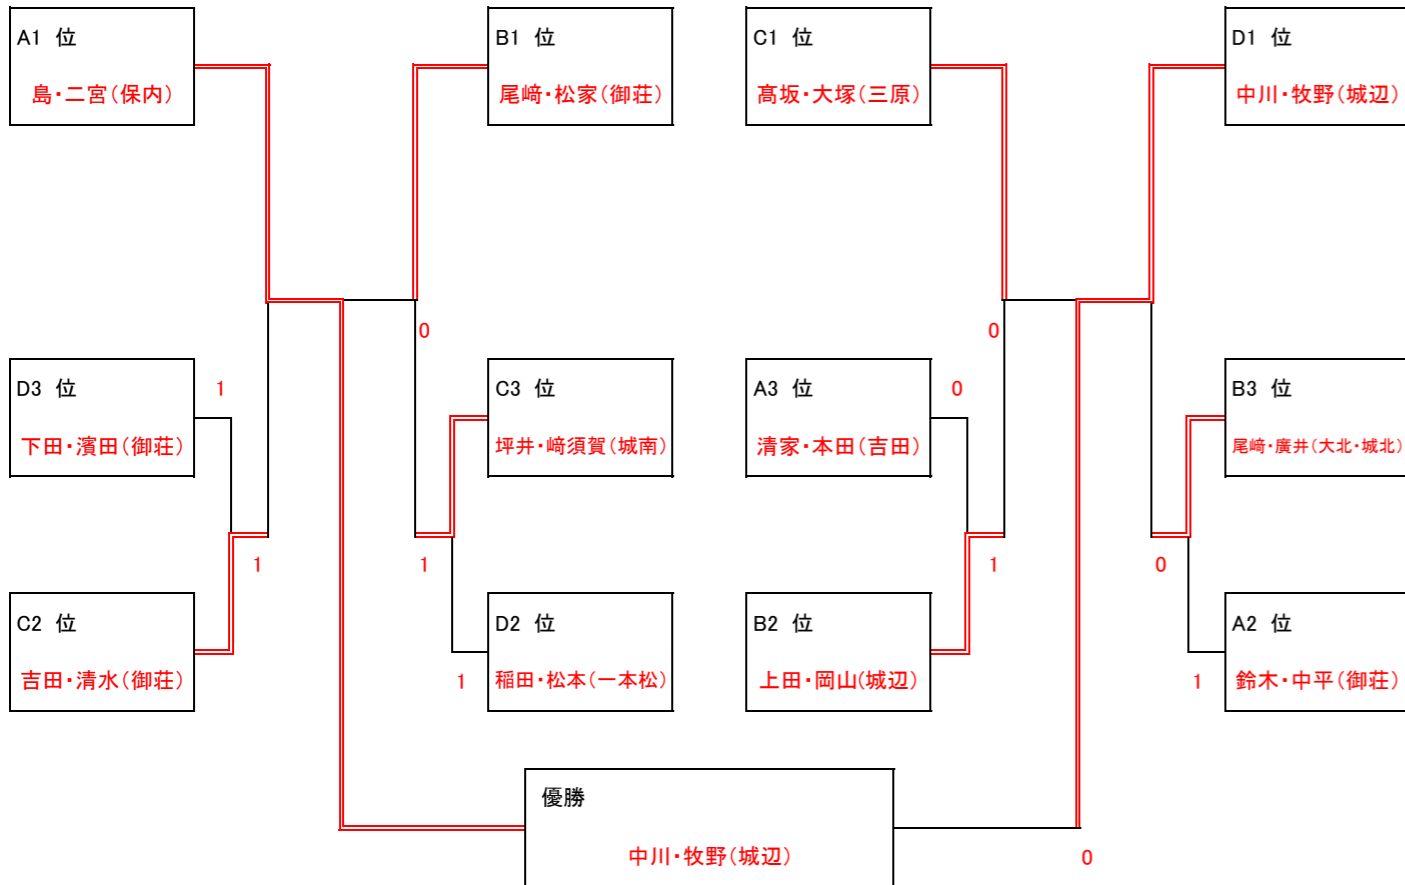 A1 位
島・二宮(保内)
B1 位
尾﨑・松家(御荘)
C1 位
髙坂・大塚(三原)
D1 位
中川・牧野(城辺)
0
0
D3 位
1
下田・濱田(御荘)
C3 位
坪井・﨑須賀(城南)
A3 位
0
清家・本田(吉田)
B3 位
尾﨑・廣井(大北・城北)
1
1
1
0
C2 位
吉田・清水(御荘)
D2 位
1
稲田・松本(一本松)
B2 位
上田・岡山(城辺)
A2 位
1
鈴木・中平(御荘)
優勝
中川・牧野(城辺)
0